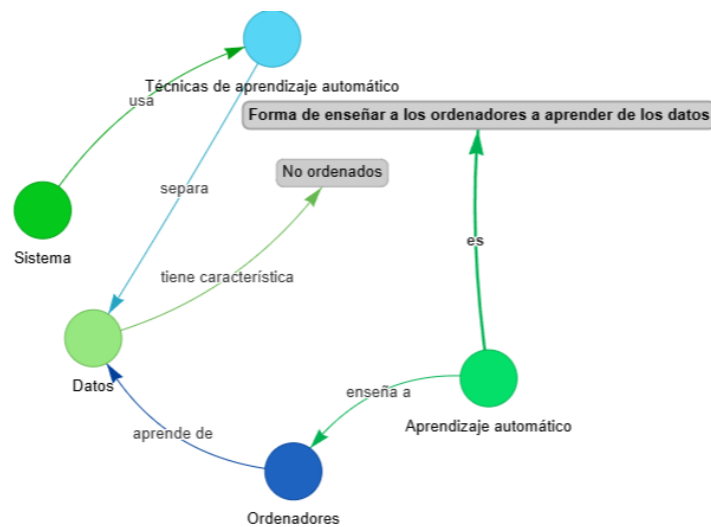 Técnicas de aprendizaje automático
usa
Forma de enseñar a los ordenadores a aprender de los datos
No ordenados
separa
es
Sistema
tiene característica
Datos
enseña a
Aprendizaje automático
aprende de
Ordenadores